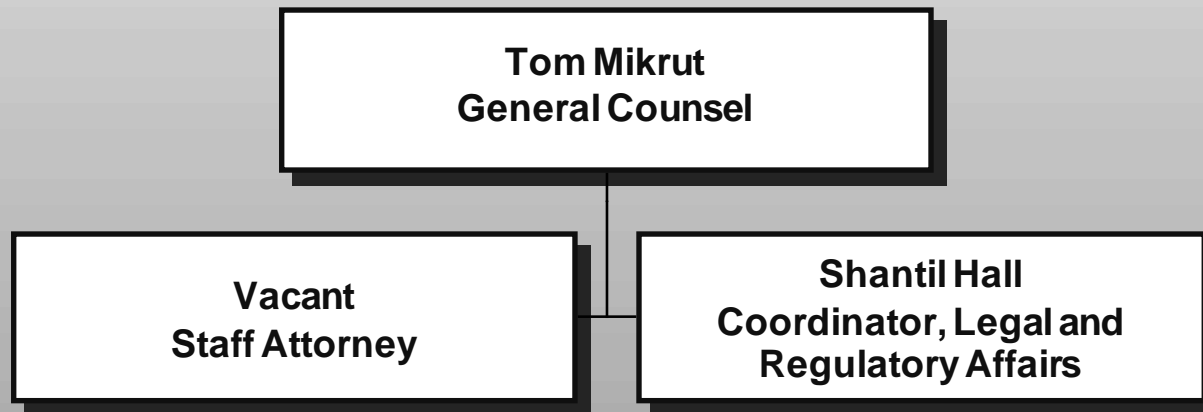 Tom Mikrut
General Counsel
Vacant
Staff Attorney
Shantil Hall
Coordinator, Legal and
Regulatory Affairs